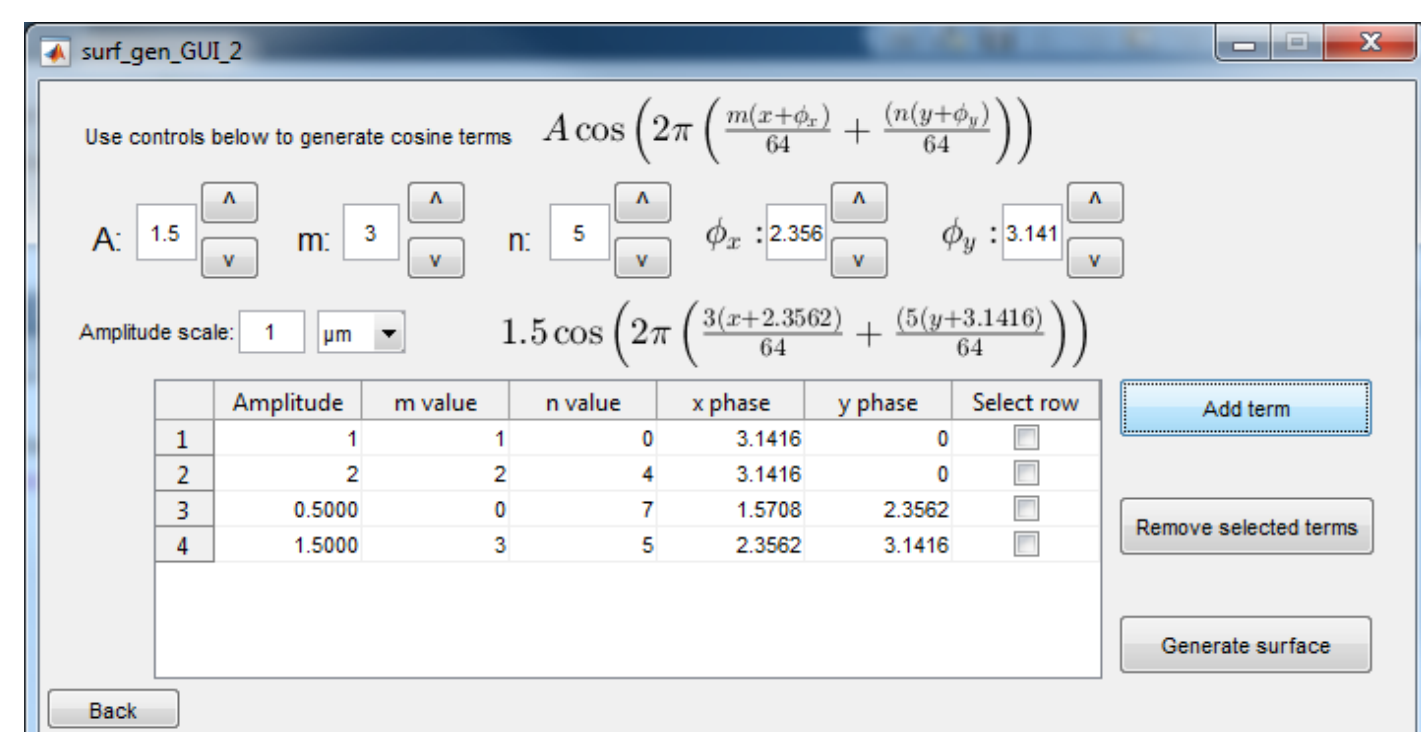 surf_gen_GUI_2
X
Use controls below to generate cosine terms A cos(2π(m(x+ϕx)/64 + (n(y+ϕy)/64))
A: 1.5 ʌ v m: 3 ʌ v n: 5 ʌ v ϕx : 2.356 ʌ v ϕy : 3.141 ʌ v
Amplitude scale: 1 µm 1.5 cos(2π(3(x+2.3562)/64 + (5(y+3.1416)/64))
Amplitude m value n value x phase y phase Select row
1 1 1 0 3.1416 0
2 2 2 4 3.1416 0
3 0.5000 0 7 1.5708 2.3562
4 1.5000 3 5 2.3562 3.1416
Add term
Remove selected terms
Generate surface
Back